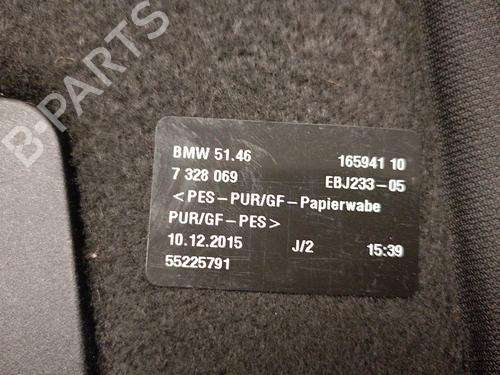 B-PARTS
BMW 51.46 165941 10
7 328 069 EBJ233-05
<PES-PUR/GF-Papierwabe
PUR/GF-PES>
10.12.2015 J/2 15:39
55225791